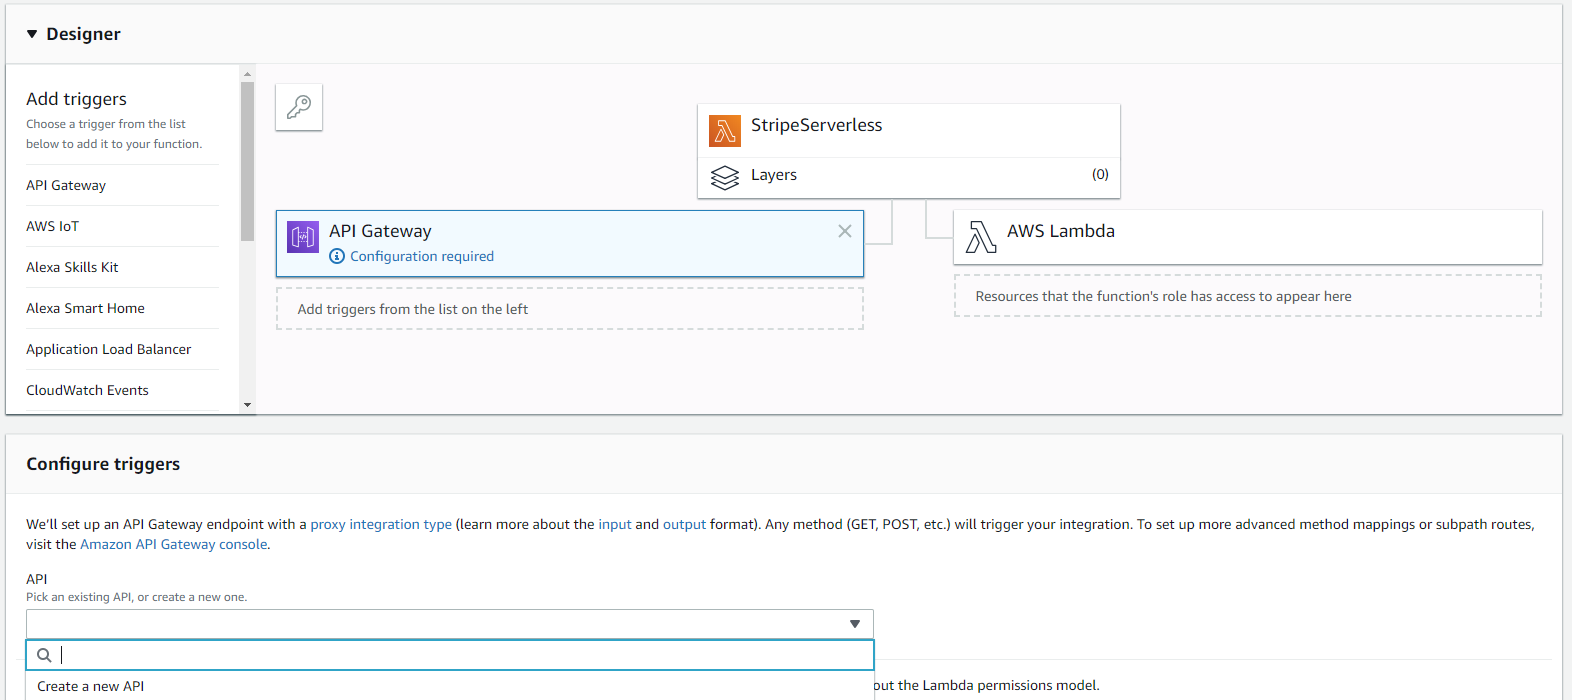 Designer
Add triggers
Choose a trigger from the list
below to add it to your function.
API Gateway
AWS IoT
Alexa Skills Kit
Alexa Smart Home
Application Load Balancer
CloudWatch Events
StripeServerless
Layers (0)
API Gateway
Configuration required
Add triggers from the list on the left
AWS Lambda
Resources that the function's role has access to appear here
Configure triggers
We'll set up an API Gateway endpoint with a proxy integration type (learn more about the input and output format). Any method (GET, POST, etc.) will trigger your integration. To set up more advanced method mappings or subpath routes,
visit the Amazon API Gateway console.
API
Pick an existing API, or create a new one.
Create a new API
out the Lambda permissions model.